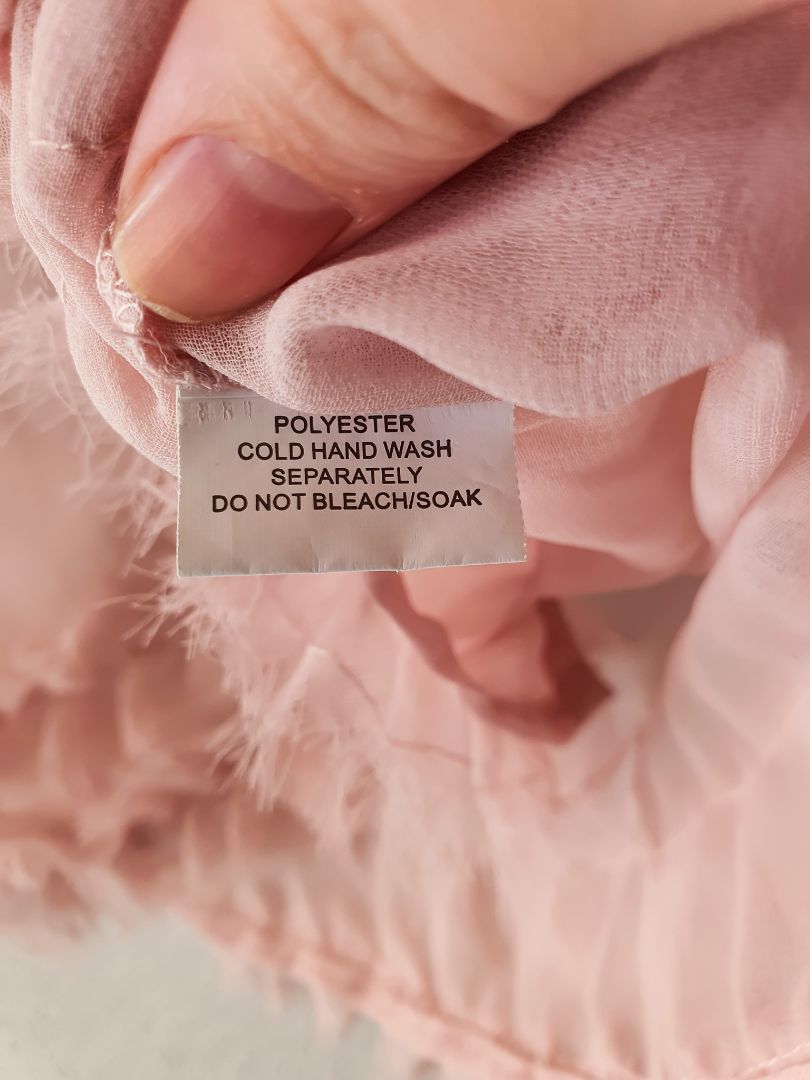 POLYESTER
COLD HAND WASH
SEPARATELY
DO NOT BLEACH/SOAK